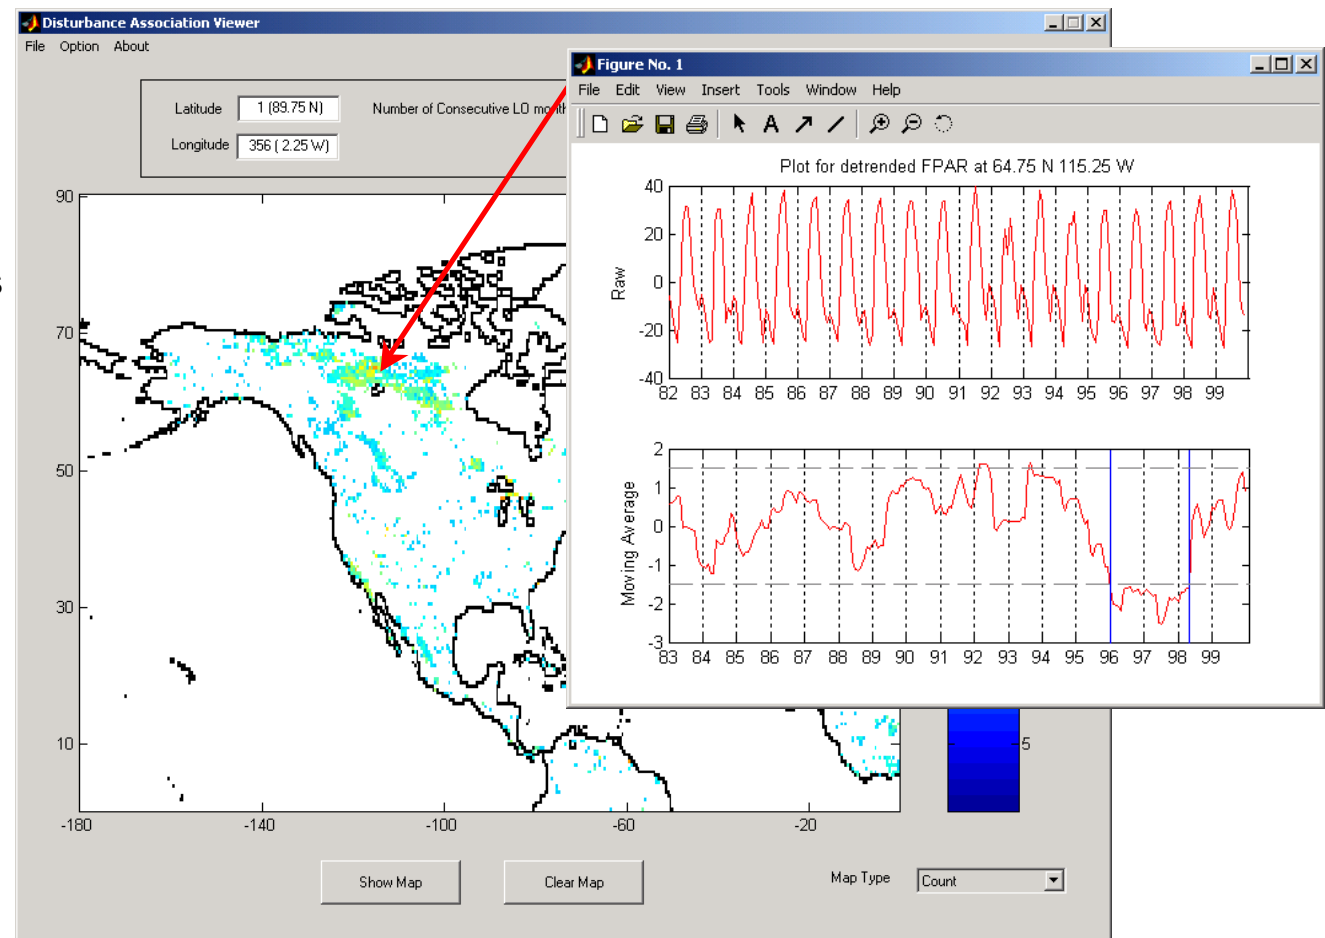 Disturbance Association Viewer
File Option About
Latitude 1 (89.75 N) Number of Consecutive LO month
Longitude 356 ( 2.25 W)
90
70
50
30
10
-180 -140 -100 -60 -20
5
Show Map Clear Map Map Type Count
Figure No. 1
File Edit View Insert Tools Window Help
A
Plot for detrended FPAR at 64.75 N 115.25 W
Raw
40
20
0
-20
-40
82 83 84 85 86 87 88 89 90 91 92 93 94 95 96 97 98 99
Moving Average
2
1
0
-1
-2
-3
83 84 85 86 87 88 89 90 91 92 93 94 95 96 97 98 99